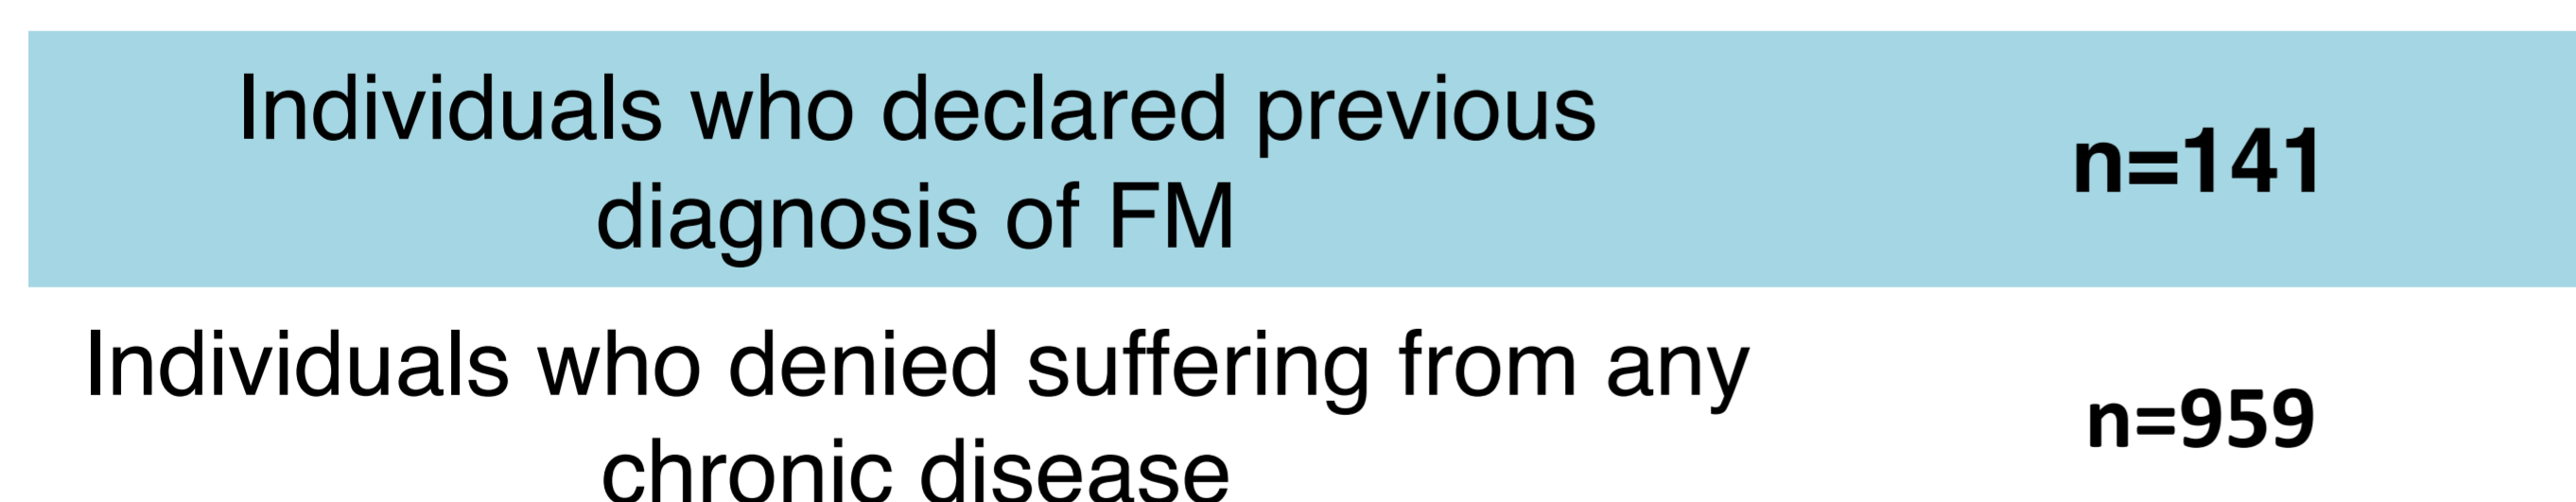 Individuals who declared previous
diagnosis of FM
n=141
Individuals who denied suffering from any
chronic disease
n=959